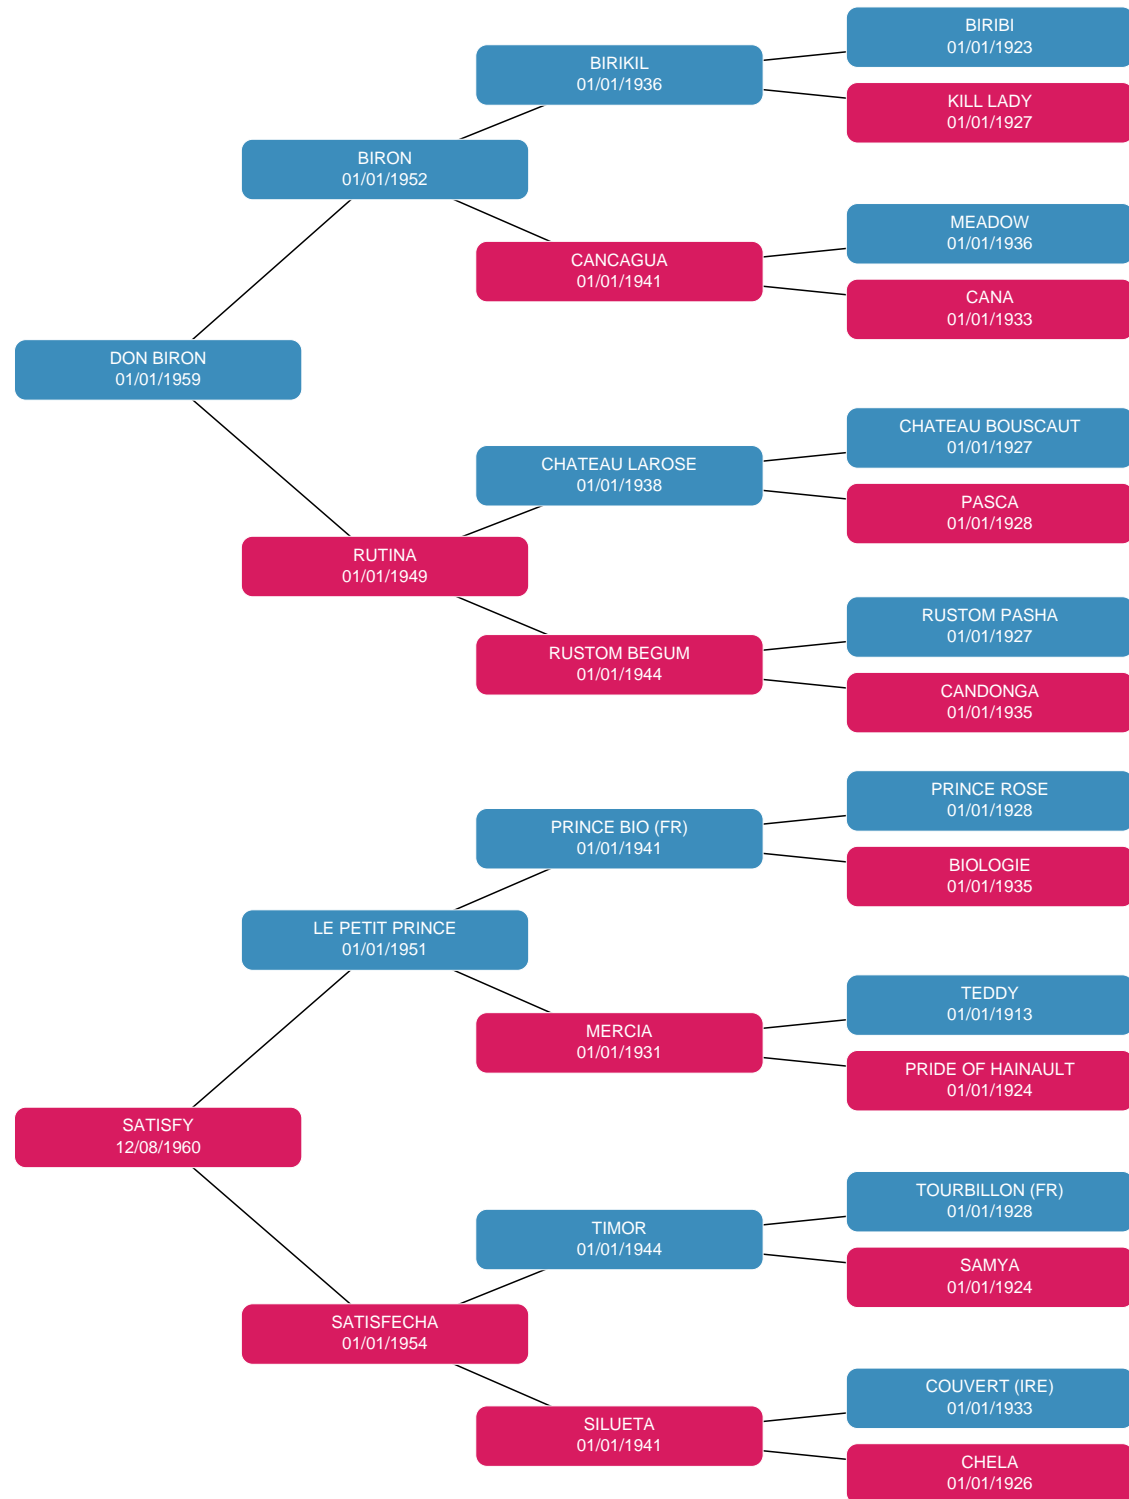 BIRIBI
01/01/1923
BIRIKIL
01/01/1936
KILL LADY
01/01/1927
BIRON
01/01/1952
MEADOW
01/01/1936
CANCAGUA
01/01/1941
CANA
01/01/1933
DON BIRON
01/01/1959
CHATEAU BOUSCAUT
01/01/1927
CHATEAU LAROSE
01/01/1938
PASCA
01/01/1928
RUTINA
01/01/1949
RUSTOM PASHA
01/01/1927
RUSTOM BEGUM
01/01/1944
CANDONGA
01/01/1935
PRINCE ROSE
01/01/1928
PRINCE BIO (FR)
01/01/1941
BIOLOGIE
01/01/1935
LE PETIT PRINCE
01/01/1951
TEDDY
01/01/1913
MERCIA
01/01/1931
PRIDE OF HAINAULT
01/01/1924
SATISFY
12/08/1960
TOURBILLON (FR)
01/01/1928
TIMOR
01/01/1944
SAMYA
01/01/1924
SATISFECHA
01/01/1954
COUVERT (IRE)
01/01/1933
SILUETA
01/01/1941
CHELA
01/01/1926